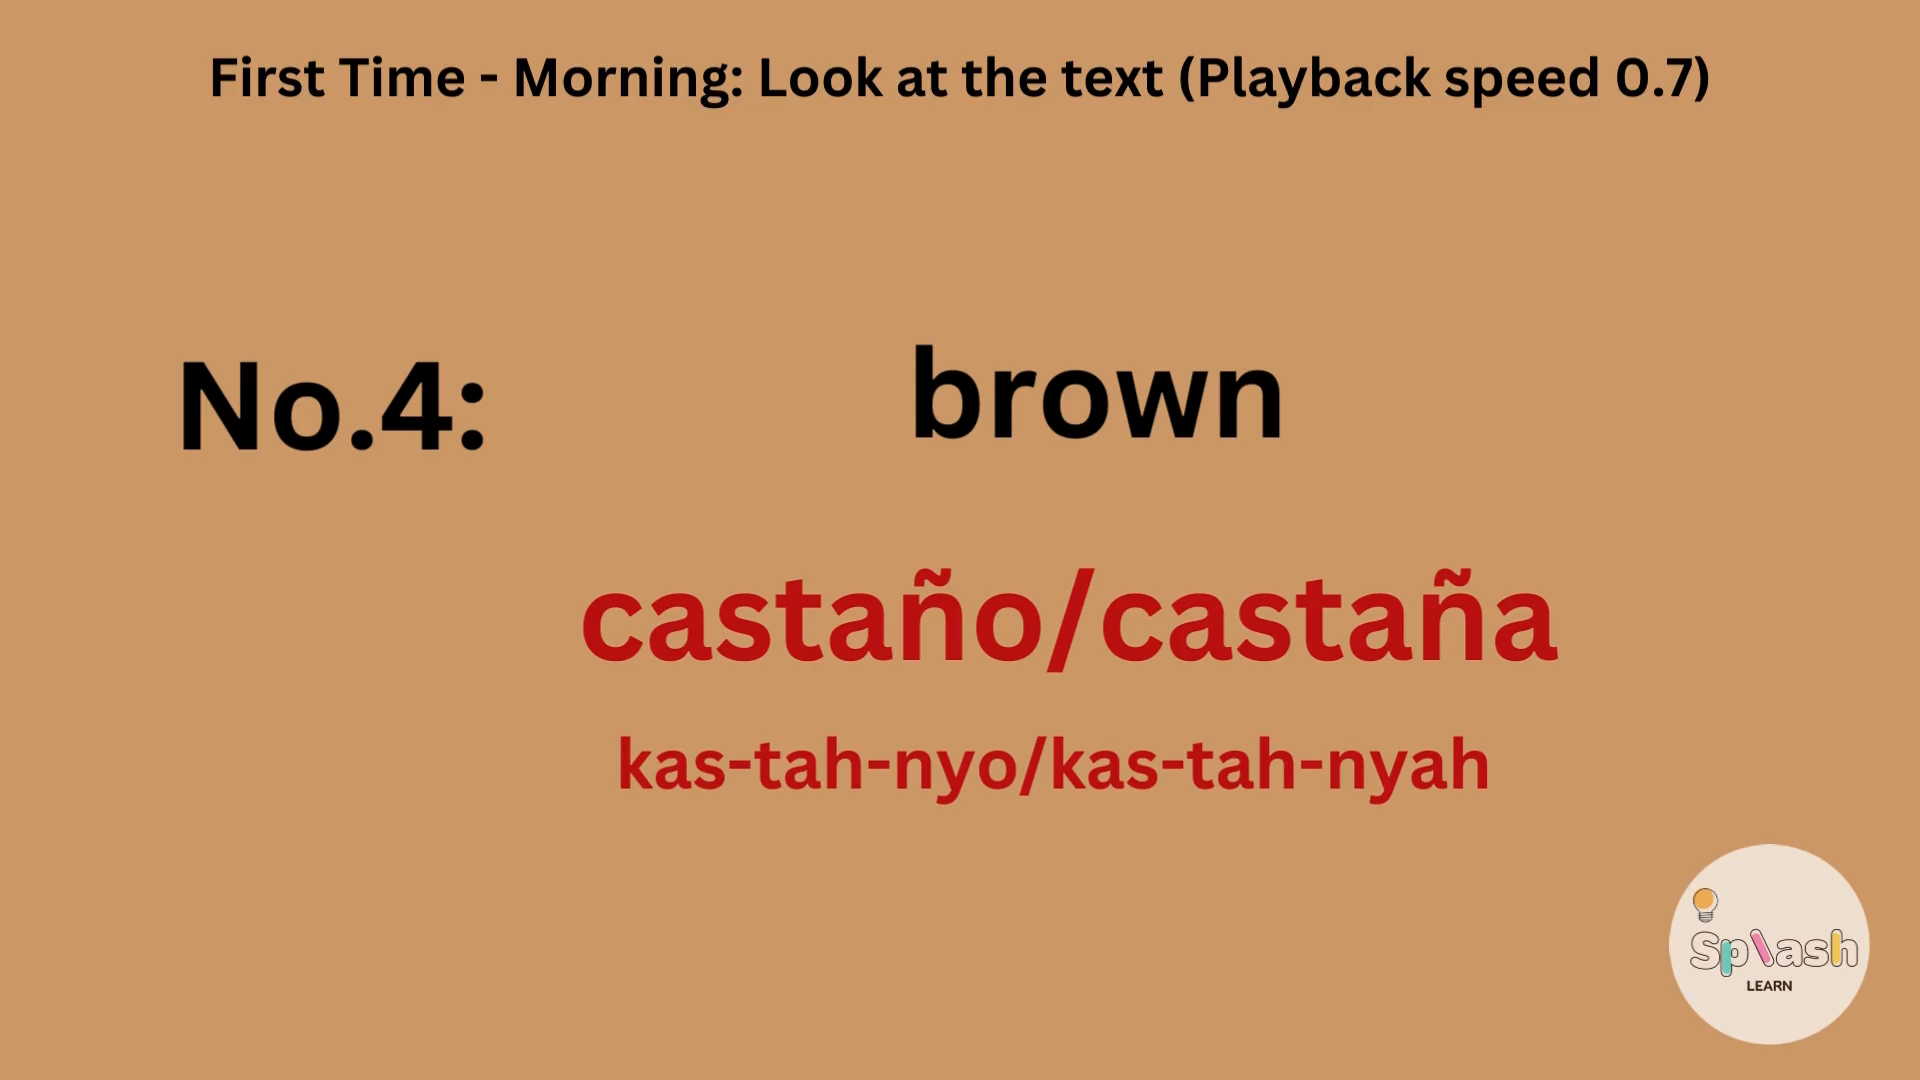 First Time - Morning: Look at the text (Playback speed 0.7)
No.4:
brown
castaño/castaña
kas-tah-nyo/kas-tah-nyah
Splash
LEARN